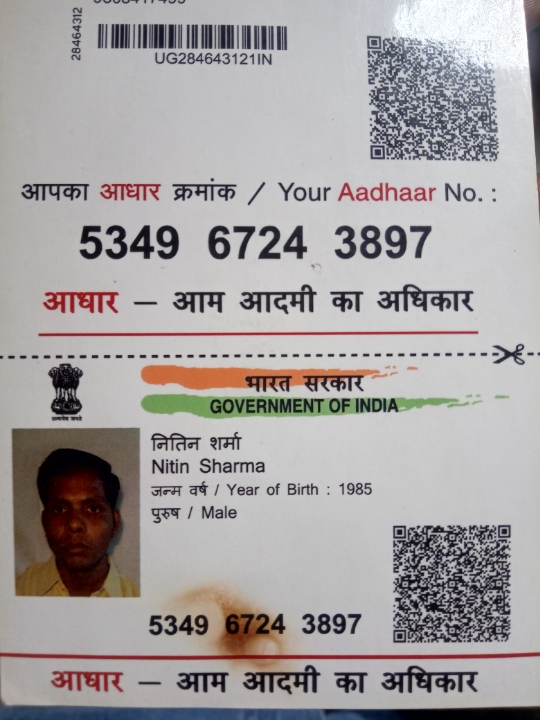 28464312
UG284643121IN
आपका आधार क्रमांक / Your Aadhaar No. :
5349 6724 3897
आधार – आम आदमी का अधिकार
भारत सरकार
GOVERNMENT OF INDIA
नितिन शर्मा
Nitin Sharma
जन्म वर्ष / Year of Birth : 1985
पुरुष / Male
5349 6724 3897
आधार – आम आदमी का अधिकार